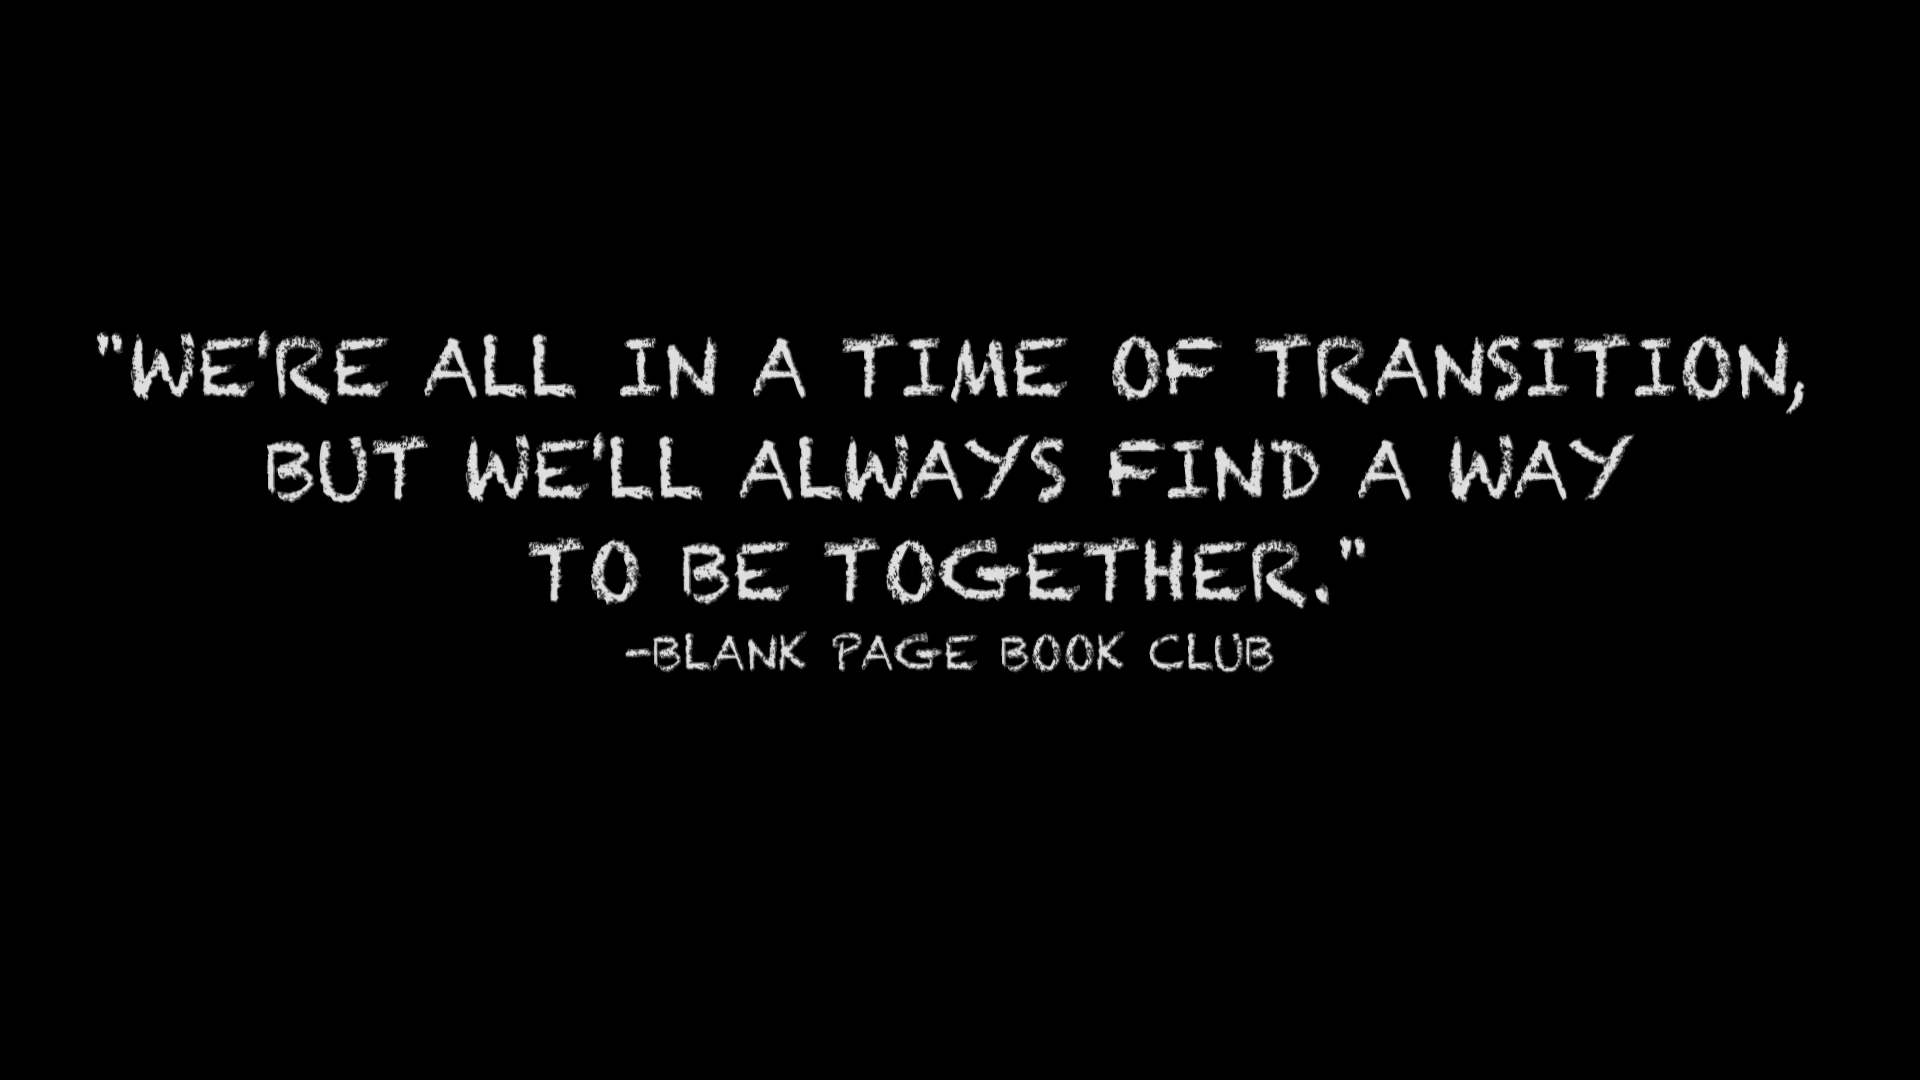 "WE'RE ALL IN A TIME OF TRANSITION,
BUT WE'LL ALWAYS FIND A WAY
TO BE TOGETHER."
-BLANK PAGE BOOK CLUB